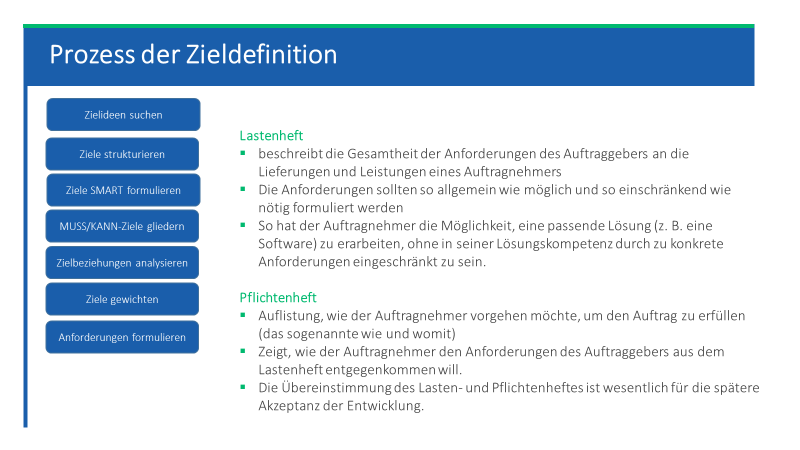 Prozess der Zieldefinition
Zielideen suchen
Ziele strukturieren
Ziele SMART formulieren
MUSS/KANN-Ziele gliedern
Zielbeziehungen analysieren
Ziele gewichten
Anforderungen formulieren
Lastenheft
▪ beschreibt die Gesamtheit der Anforderungen des Auftraggebers an die
Lieferungen und Leistungen eines Auftragnehmers
▪ Die Anforderungen sollten so allgemein wie möglich und so einschränkend wie
nötig formuliert werden
▪ So hat der Auftragnehmer die Möglichkeit, eine passende Lösung (z. B. eine
Software) zu erarbeiten, ohne in seiner Lösungskompetenz durch zu konkrete
Anforderungen eingeschränkt zu sein.
Pflichtenheft
▪ Auflistung, wie der Auftragnehmer vorgehen möchte, um den Auftrag zu erfüllen
(das sogenannte wie und womit)
▪ Zeigt, wie der Auftragnehmer den Anforderungen des Auftraggebers aus dem
Lastenheft entgegenkommen will.
▪ Die Übereinstimmung des Lasten- und Pflichtenheftes ist wesentlich für die spätere
Akzeptanz der Entwicklung.